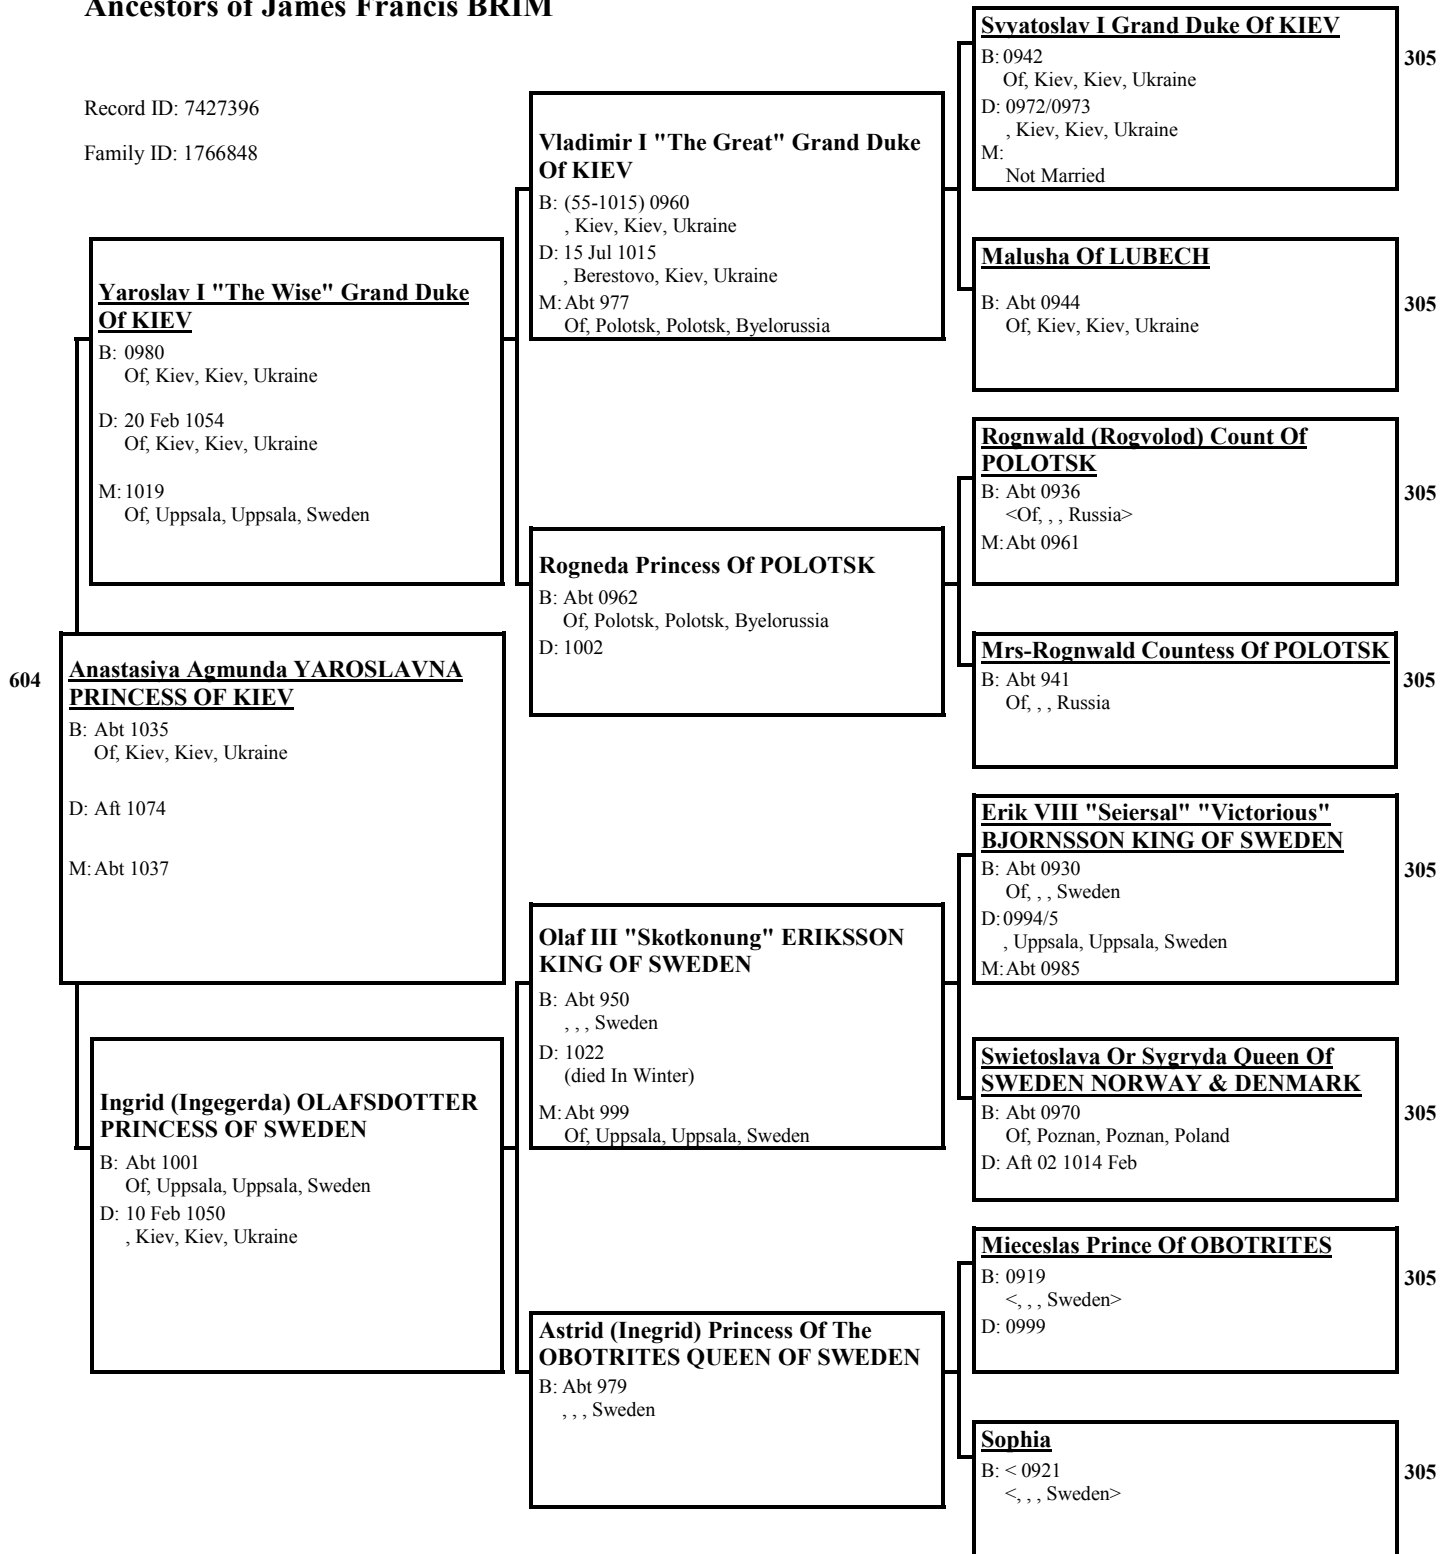 Ancestors of James Francis BRIM
Record ID: 7427396
Family ID: 1766848
604
Anastasiya Agmunda YAROSLAVNA
PRINCESS OF KIEV
B: Abt 1035
Of, Kiev, Kiev, Ukraine
D: Aft 1074
M: Abt 1037
Yaroslav I "The Wise" Grand Duke
Of KIEV
B: 0980
Of, Kiev, Kiev, Ukraine
D: 20 Feb 1054
Of, Kiev, Kiev, Ukraine
M: 1019
Of, Uppsala, Uppsala, Sweden
Ingrid (Ingegerda) OLAFSDOTTER
PRINCESS OF SWEDEN
B: Abt 1001
Of, Uppsala, Uppsala, Sweden
D: 10 Feb 1050
, Kiev, Kiev, Ukraine
Vladimir I "The Great" Grand Duke
Of KIEV
B: (55-1015) 0960
, Kiev, Kiev, Ukraine
D: 15 Jul 1015
, Berestovo, Kiev, Ukraine
M: Abt 977
Of, Polotsk, Polotsk, Byelorussia
Rogneda Princess Of POLOTSK
B: Abt 0962
Of, Polotsk, Polotsk, Byelorussia
D: 1002
Olaf III "Skotkonung" ERIKSSON
KING OF SWEDEN
B: Abt 950
, , , Sweden
D: 1022
(died In Winter)
M: Abt 999
Of, Uppsala, Uppsala, Sweden
Astrid (Inegrid) Princess Of The
OBOTRITES QUEEN OF SWEDEN
B: Abt 979
, , , Sweden
Svyatoslav I Grand Duke Of KIEV
B: 0942
Of, Kiev, Kiev, Ukraine
D: 0972/0973
, Kiev, Kiev, Ukraine
M:
Not Married
305
Malusha Of LUBECH
B: Abt 0944
Of, Kiev, Kiev, Ukraine
305
Rognwald (Rogvolod) Count Of
POLOTSK
B: Abt 0936
<Of, , , Russia>
M: Abt 0961
305
Mrs-Rognwald Countess Of POLOTSK
B: Abt 941
Of, , , Russia
305
Erik VIII "Seiersal" "Victorious"
BJORNSSON KING OF SWEDEN
B: Abt 0930
Of, , , Sweden
D: 0994/5
, Uppsala, Uppsala, Sweden
M: Abt 0985
305
Swietoslava Or Sygryda Queen Of
SWEDEN NORWAY & DENMARK
B: Abt 0970
Of, Poznan, Poznan, Poland
D: Aft 02 1014 Feb
305
Mieceslas Prince Of OBOTRITES
B: 0919
<, , , Sweden>
D: 0999
305
Sophia
B: < 0921
<, , , Sweden>
305